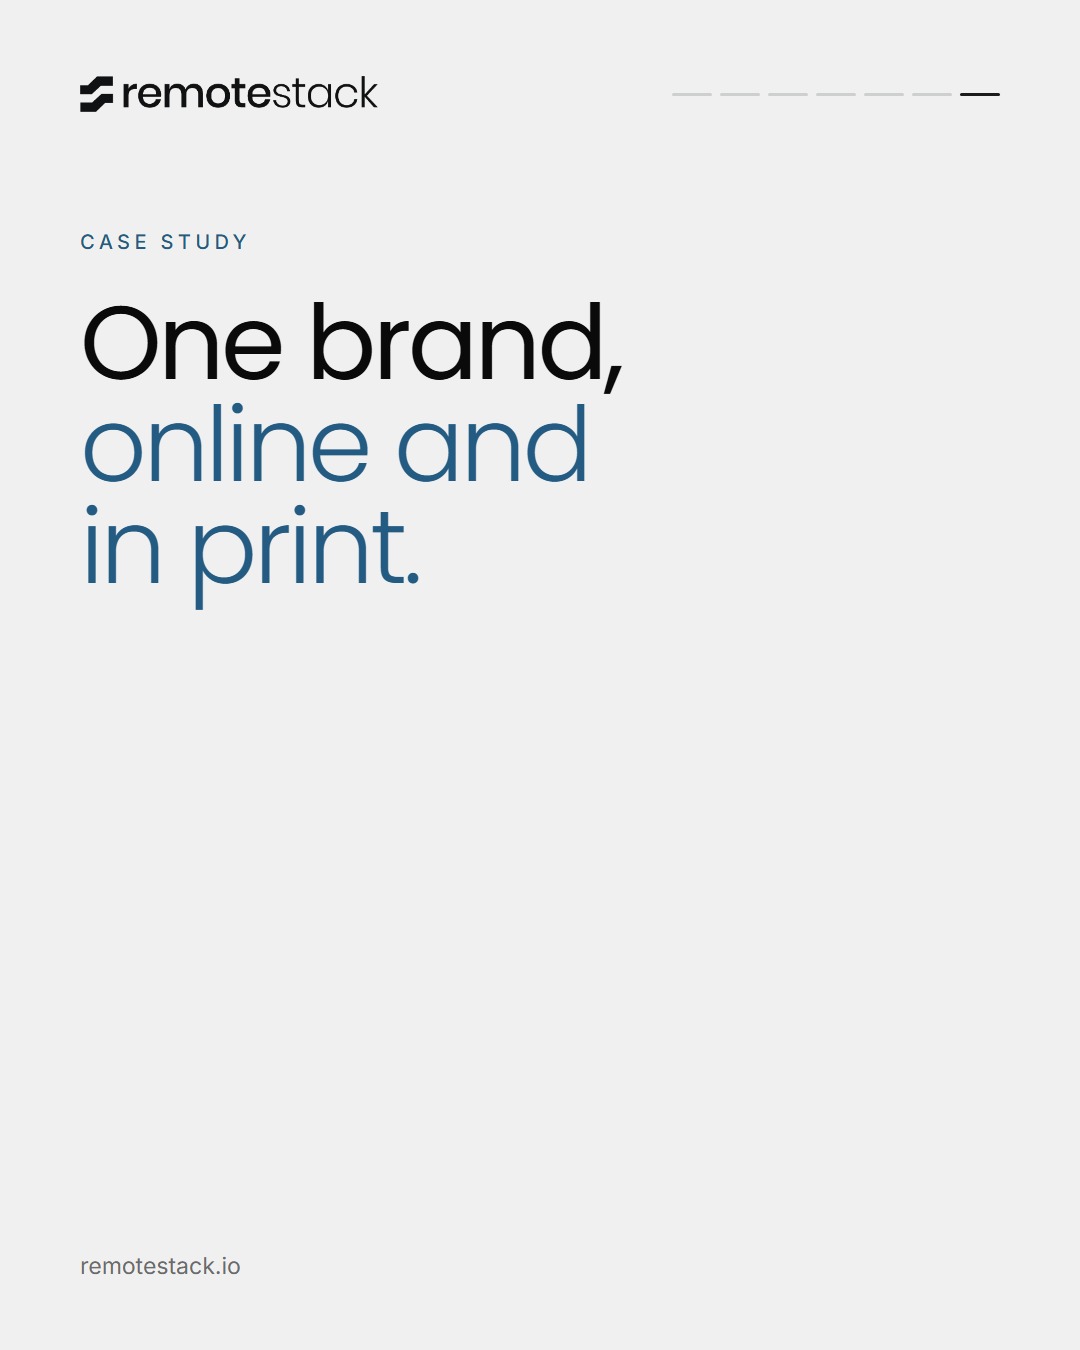 remotestack
CASE STUDY
One brand,
online and
in print.
remotestack.io